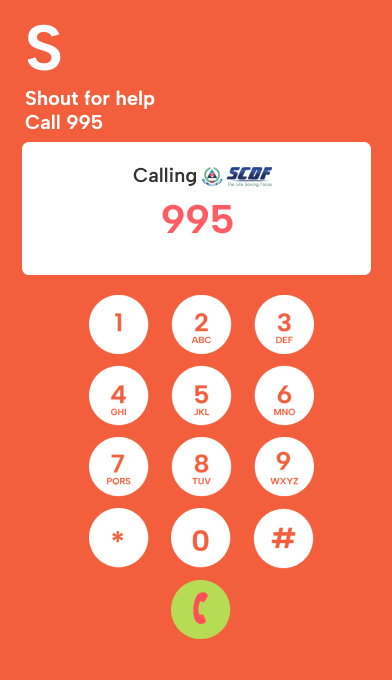 S
Shout for help
Call 995
Calling SCDF
The Life Saving Force
995
1
2
ABC
3
DEF
4
GHI
5
JKL
6
MNO
7
PQRS
8
TUV
9
WXYZ
*
0
#